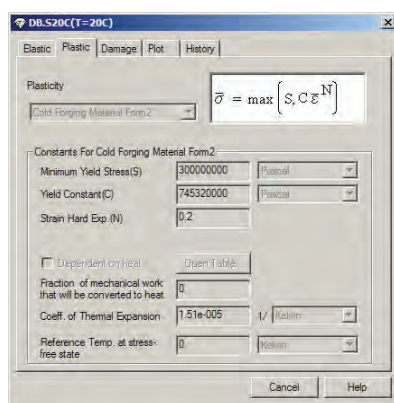 DB.S20C(T=20C)
Elastic Plastic Damage Plot History
Plasticity
Cold Forging Material Form2
σ̄ = max(S, C ε̄^N)
Constants For Cold Forging Material Form2
Minimum Yield Stress(S) 300000000 Pascal
Yield Constant(C) 745320000 Pascal
Strain Hard Exp.(N) 0.2
Dependent on heat Open Table
Fraction of mechanical work
that will be converted to heat 0
Coeff. of Thermal Expansion 1.51e-005 1/ Kelvin
Reference Temp. at stress-
free state 0 Kelvin
Cancel Help